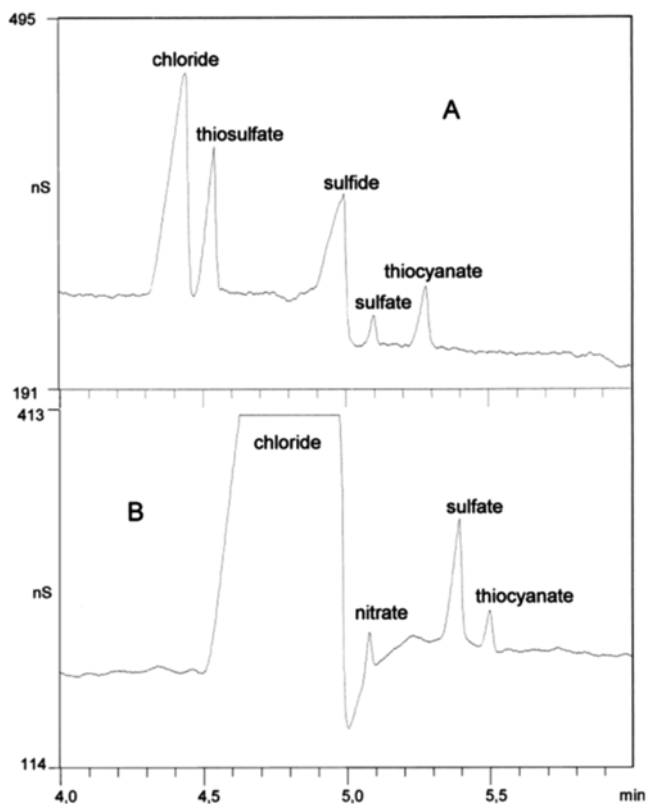 495
chloride
A
thiosulfate
nS
sulfide
thiocyanate
sulfate
191
413
chloride
B
sulfate
nS
thiocyanate
nitrate
114
4,0 4,5 5,0 5,5 min